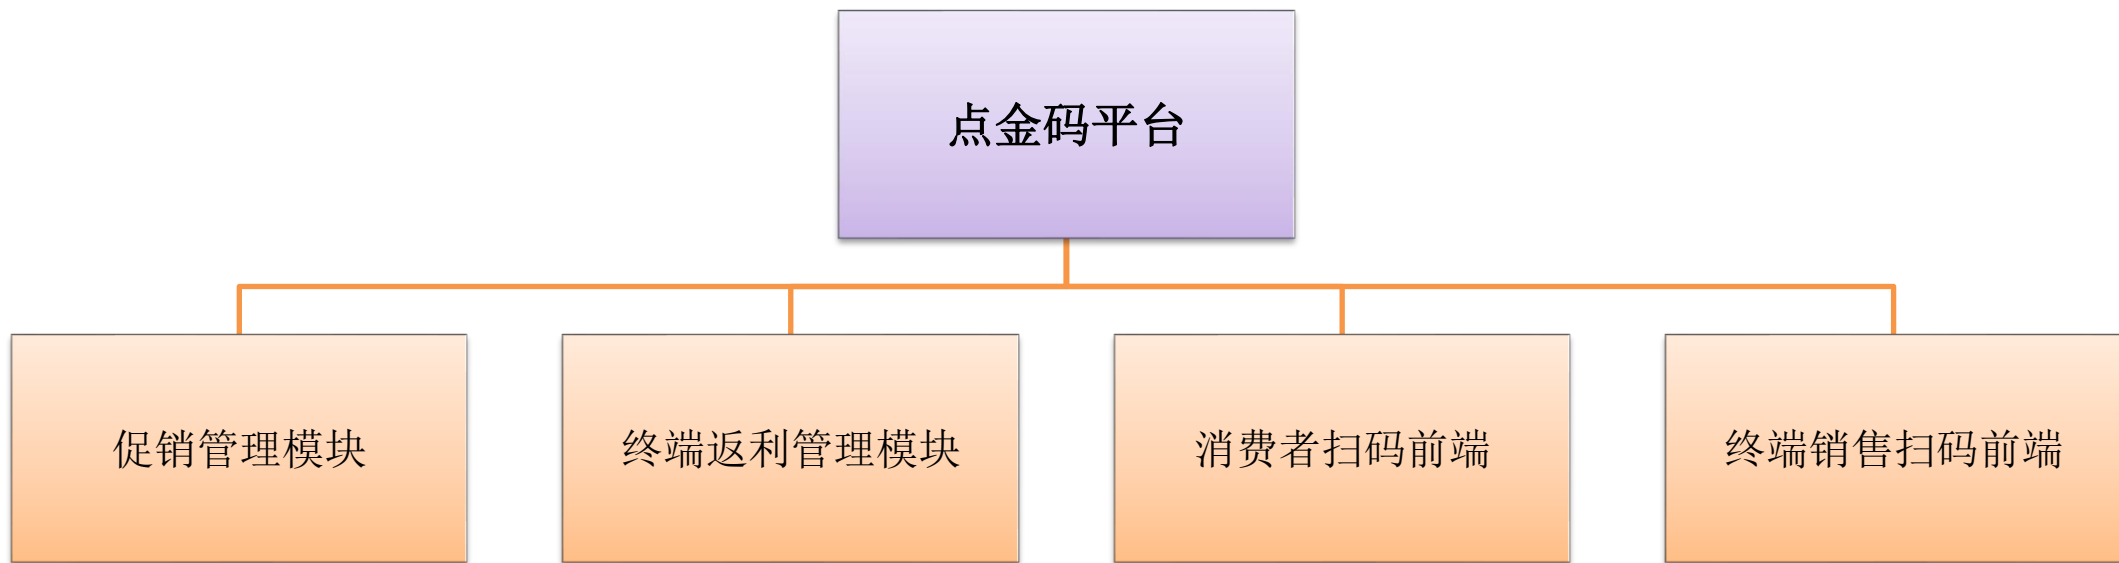 点金码平台
促销管理模块
终端返利管理模块
消费者扫码前端
终端销售扫码前端